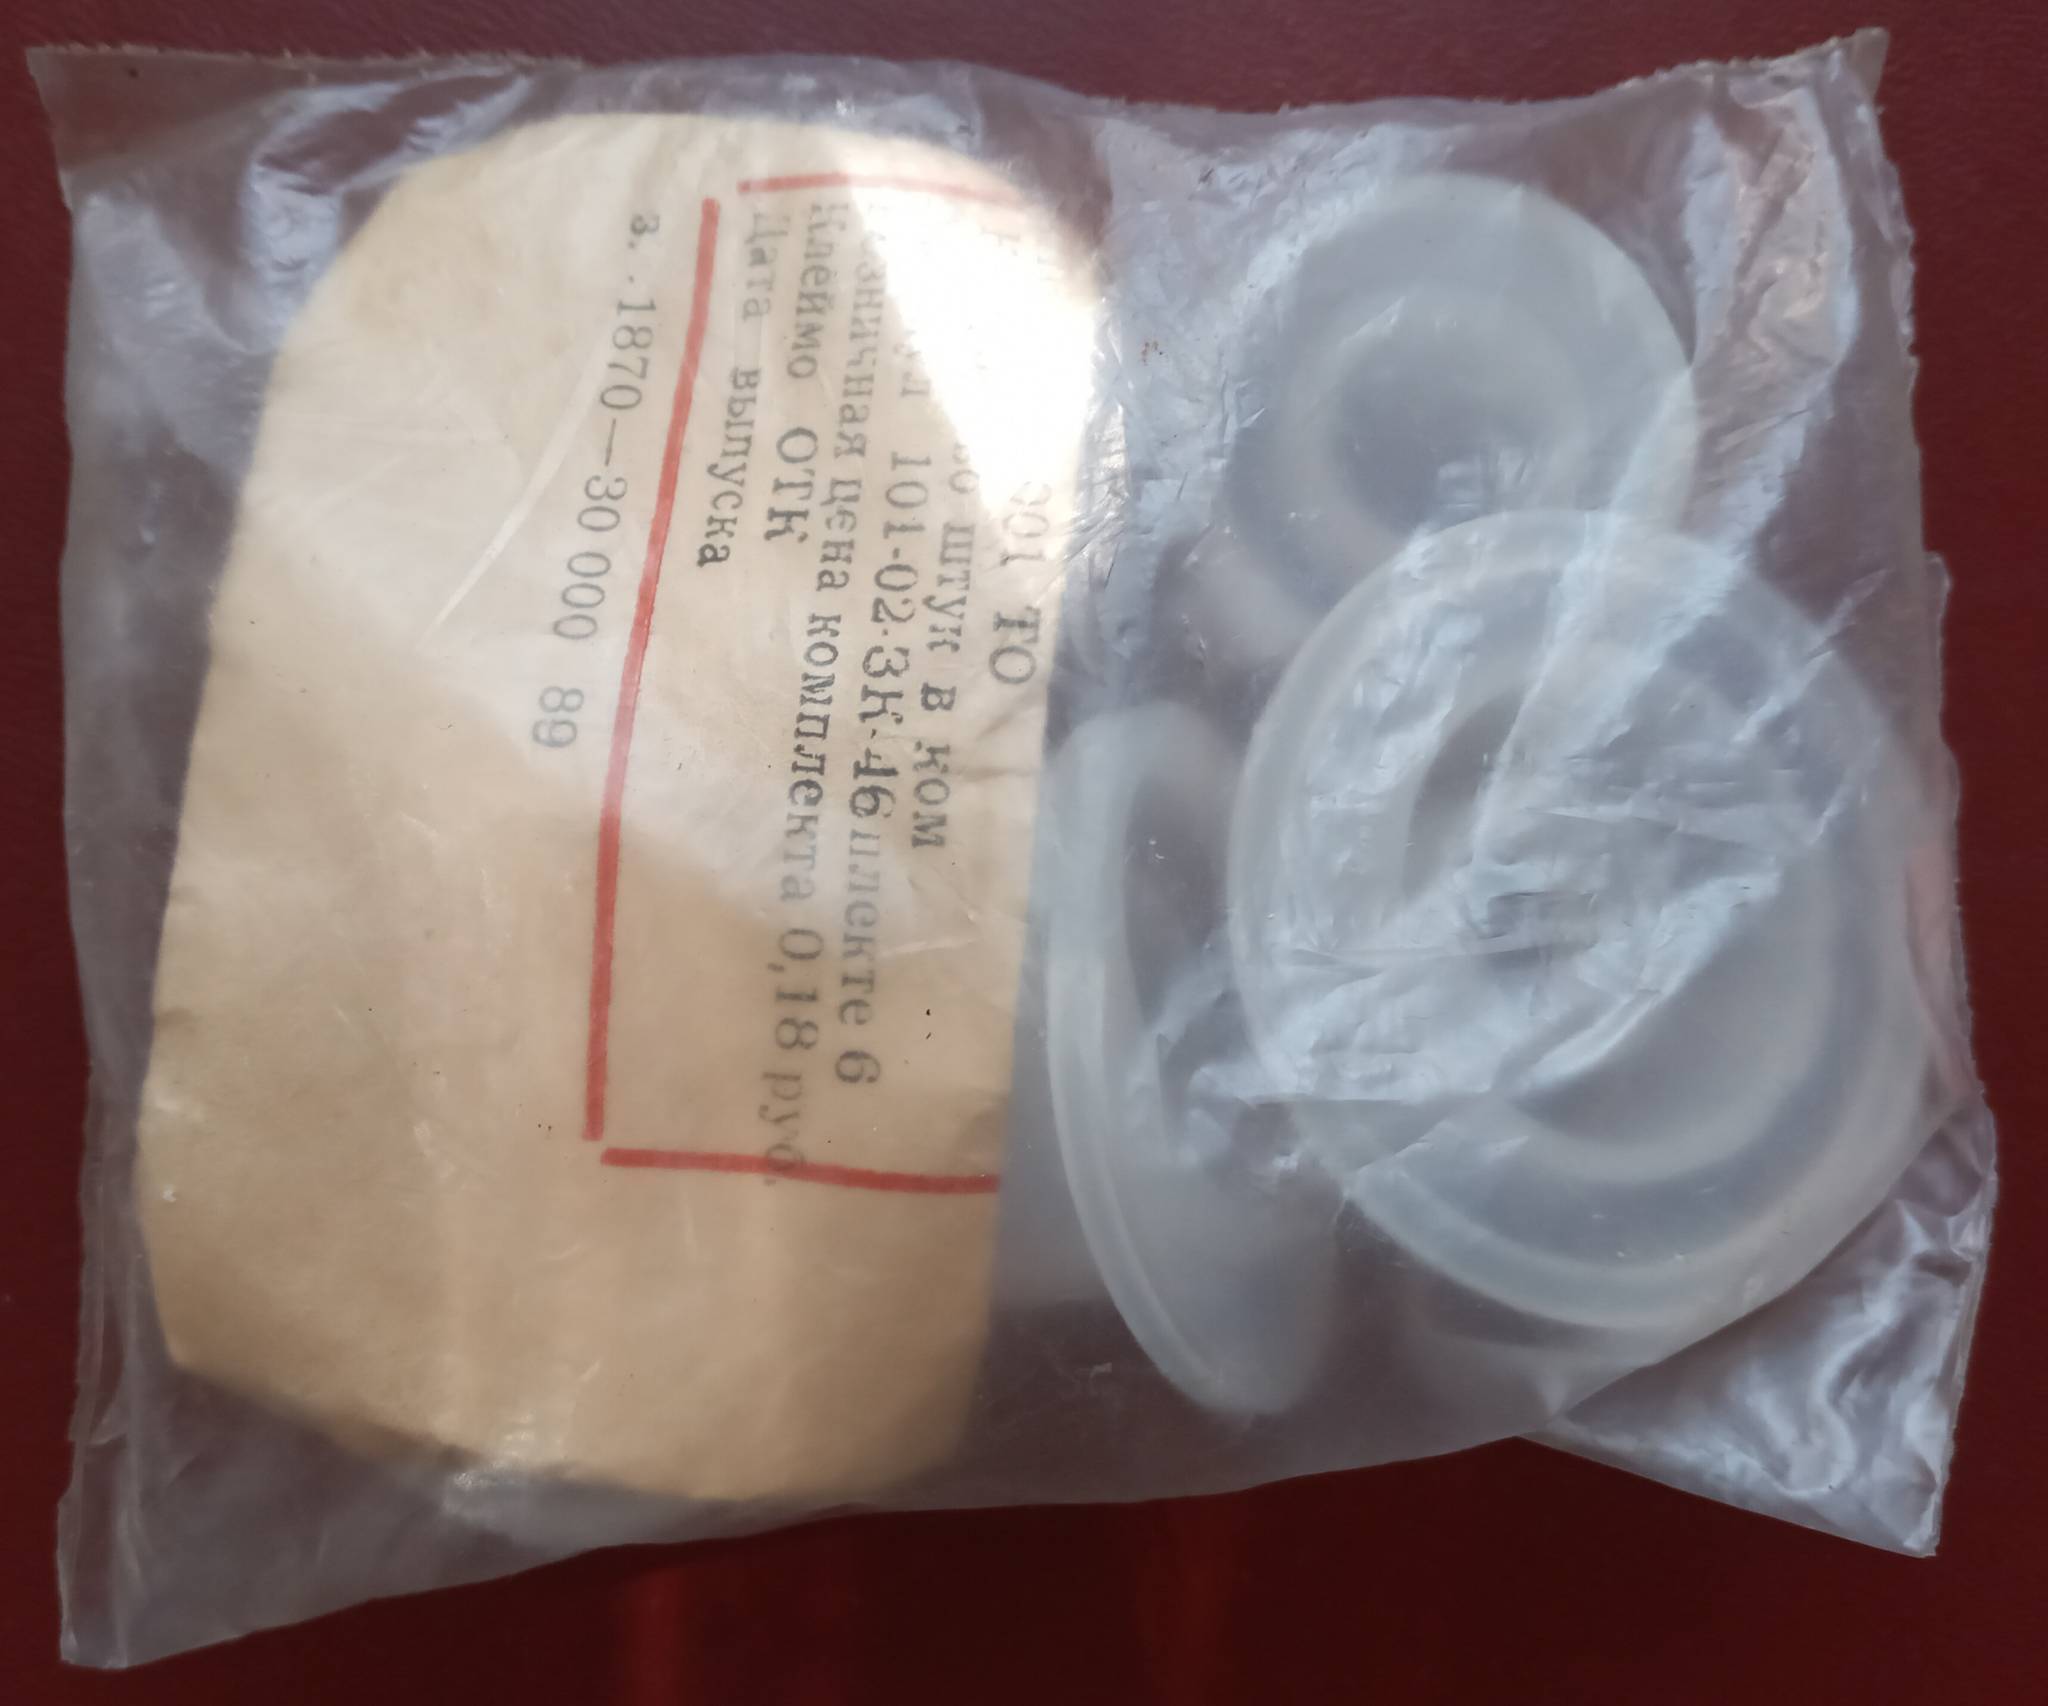 001 ТО
штук в ком
101-02.3К-46 плекте 6
цена комплекта 0,18 руб.
Клеймо ОТК
Дата выпуска
з. 1870—30 000 89